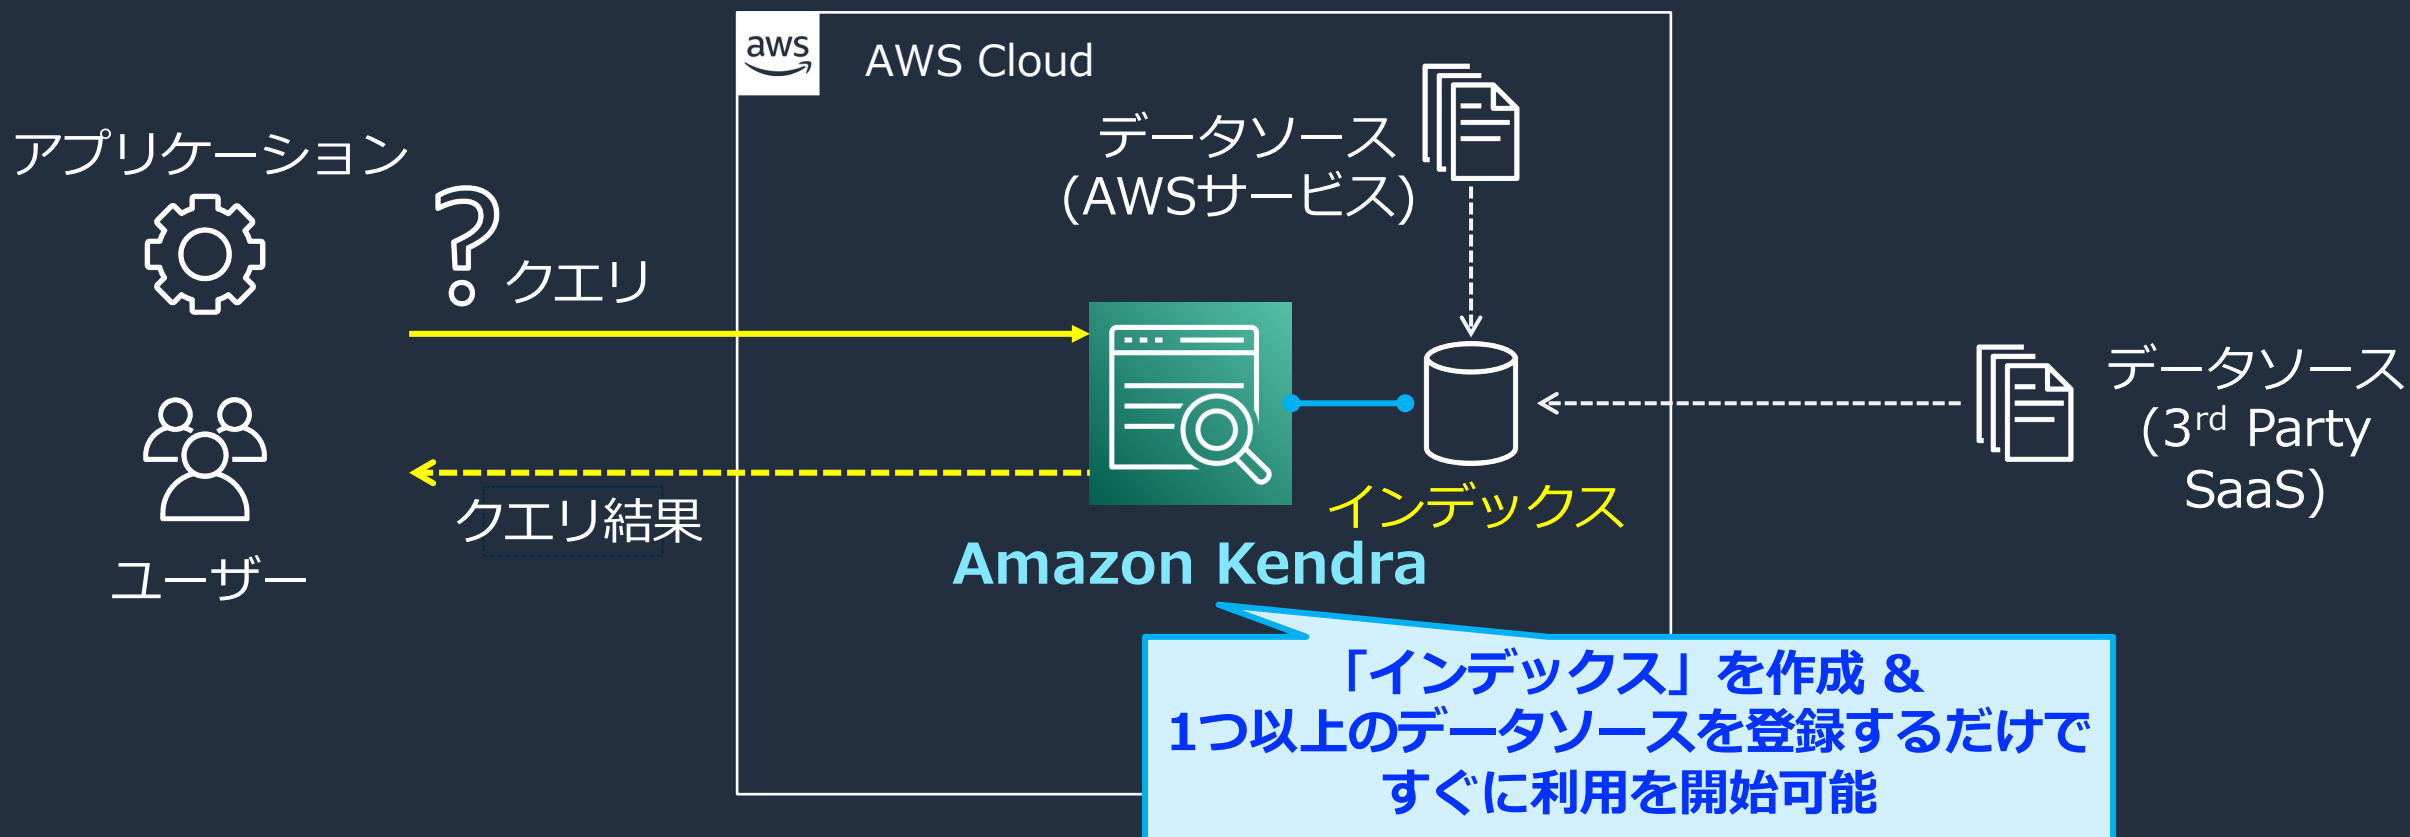 aws
AWS Cloud
アプリケーション
データソース
(AWSサービス)
?
クエリ
データソース
(3rd Party
SaaS)
クエリ結果
インデックス
ユーザー
Amazon Kendra
「インデックス」を作成 &
1つ以上のデータソースを登録するだけで
すぐに利用を開始可能